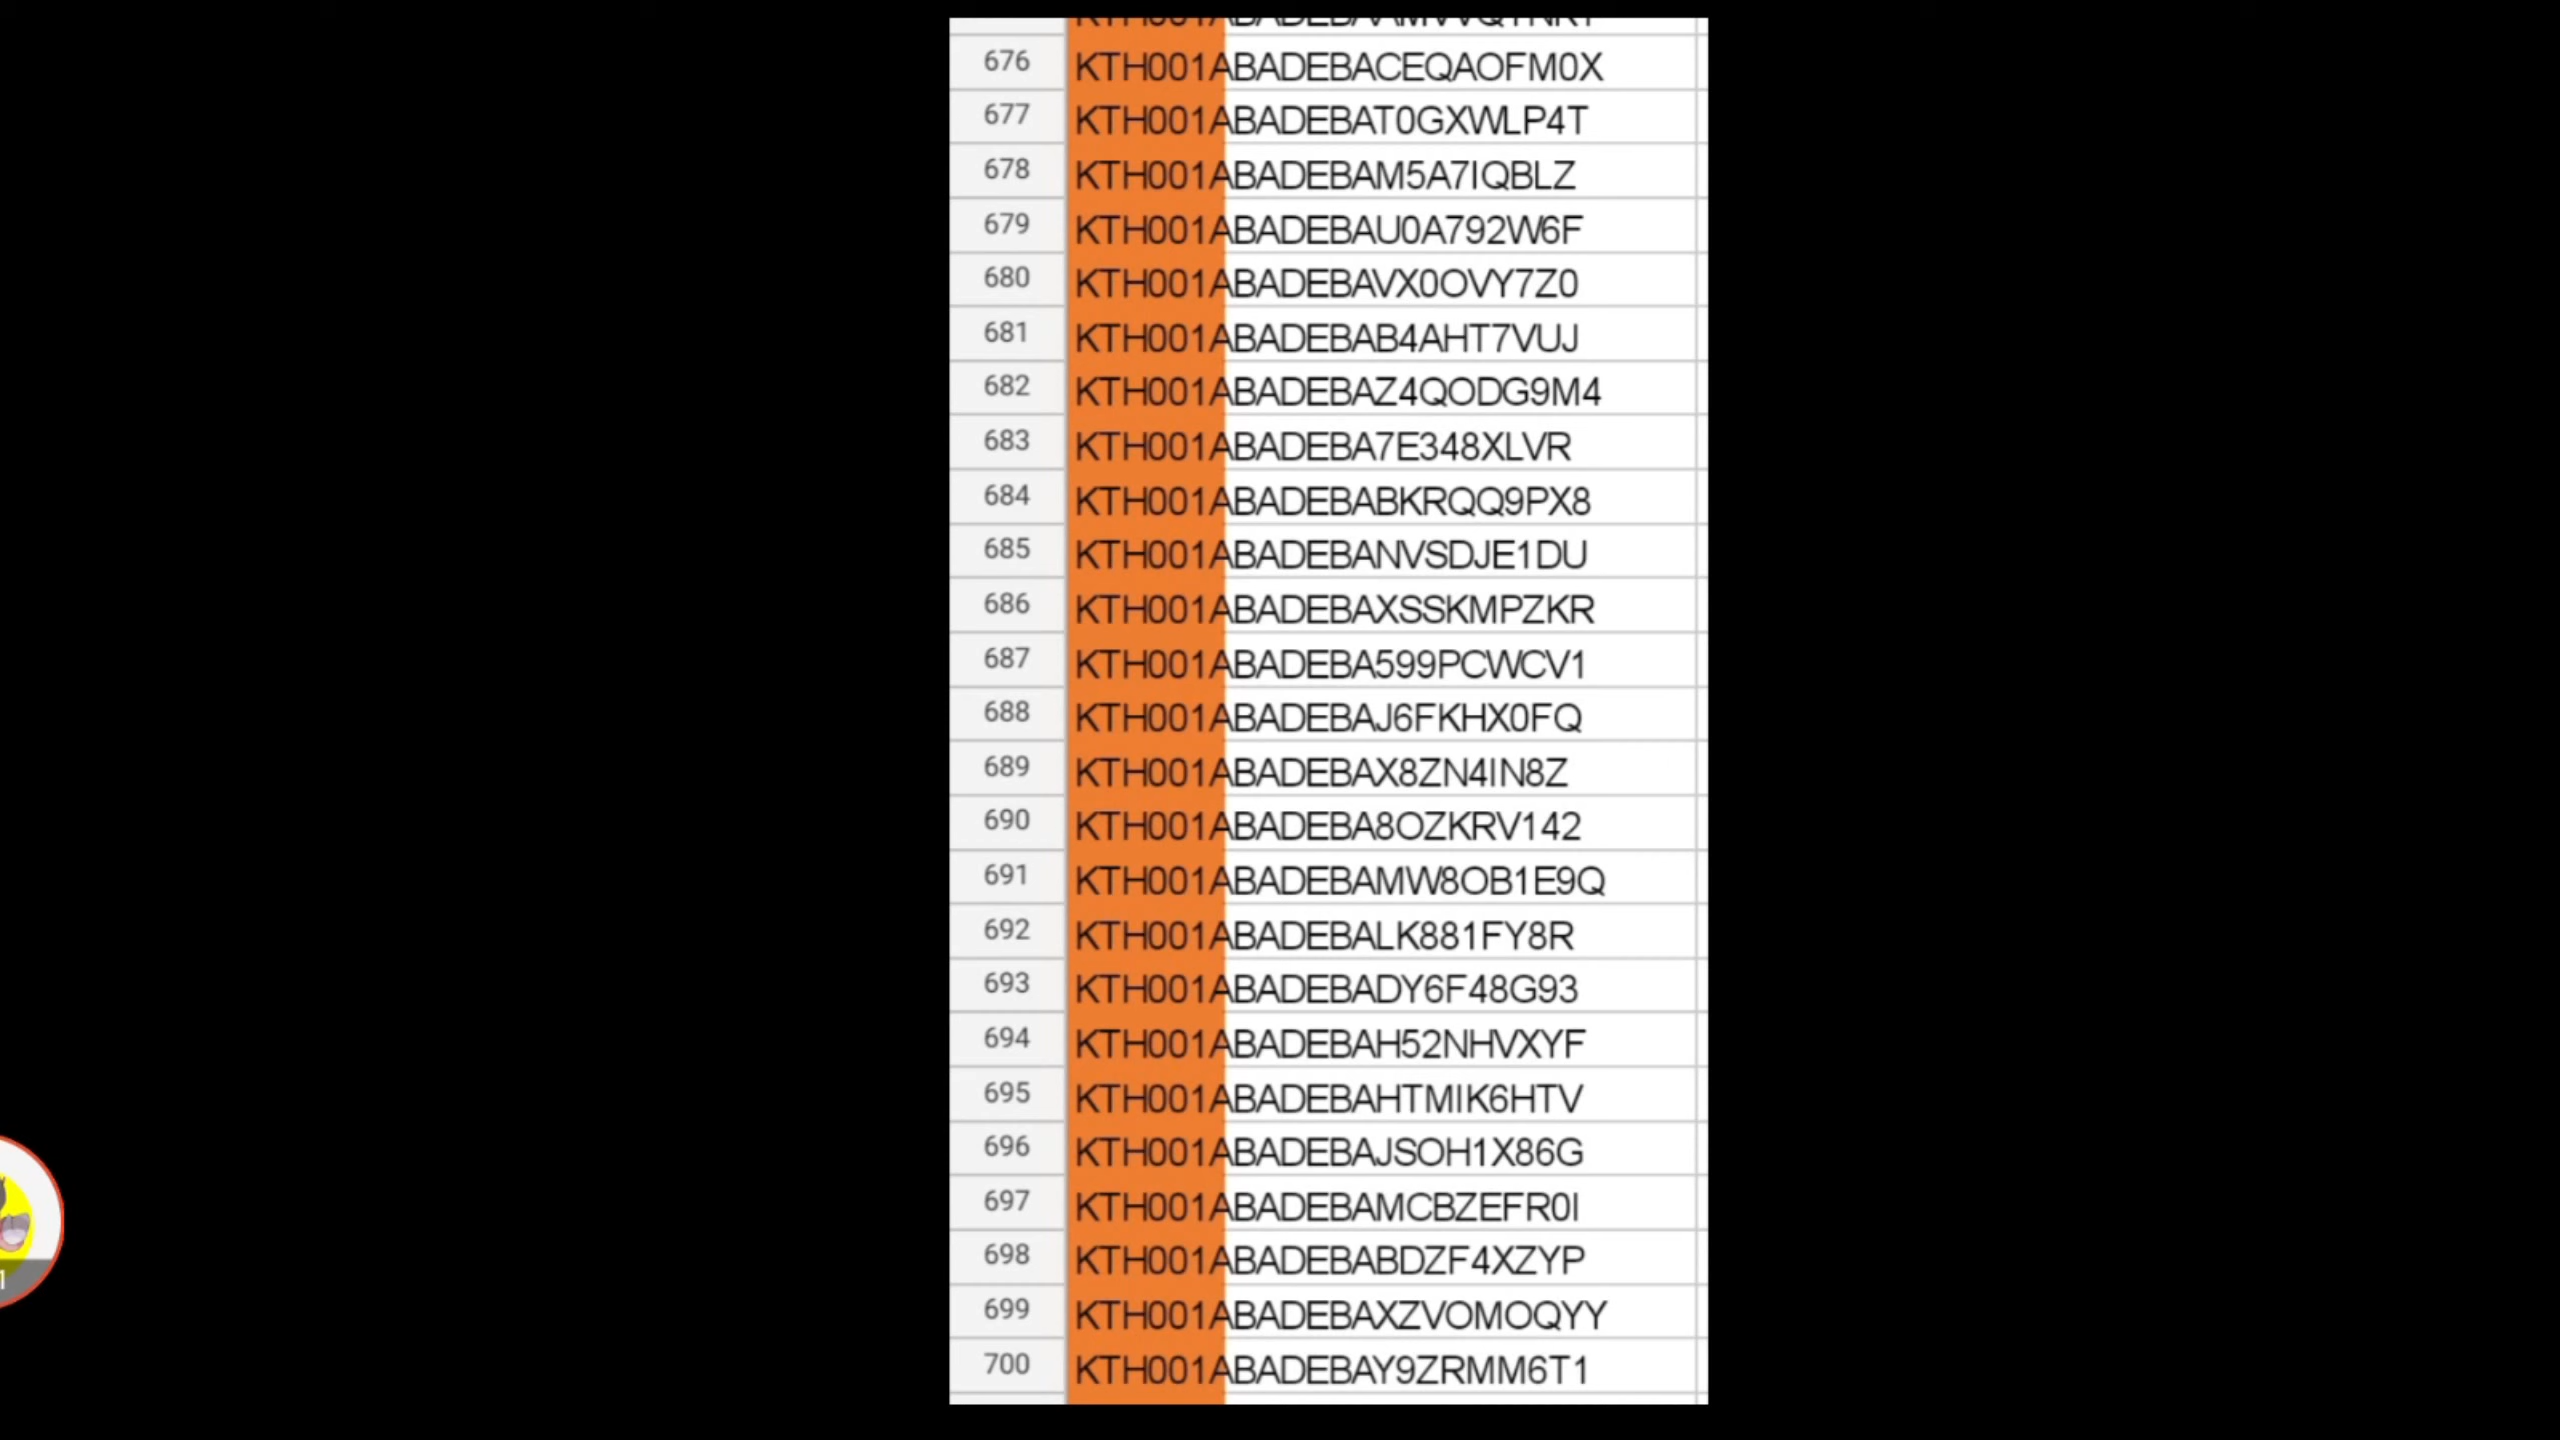 676 KTH001ABADEBACEQAOFM0X
677 KTH001ABADEBAT0GXWLP4T
678 KTH001ABADEBAM5A7IQBLZ
679 KTH001ABADEBAU0A792W6F
680 KTH001ABADEBAVX0OVY7Z0
681 KTH001ABADEBAB4AHT7VUJ
682 KTH001ABADEBAZ4QODG9M4
683 KTH001ABADEBA7E348XLVR
684 KTH001ABADEBABKRQQ9PX8
685 KTH001ABADEBANVSDJE1DU
686 KTH001ABADEBAXSSKMPZKR
687 KTH001ABADEBA599PCWCV1
688 KTH001ABADEBAJ6FKHX0FQ
689 KTH001ABADEBAX8ZN4IN8Z
690 KTH001ABADEBA8OZKRV142
691 KTH001ABADEBAMW8OB1E9Q
692 KTH001ABADEBALK881FY8R
693 KTH001ABADEBADY6F48G93
694 KTH001ABADEBAH52NHVXYF
695 KTH001ABADEBAHTMIK6HTV
696 KTH001ABADEBAJSOH1X86G
697 KTH001ABADEBAMCBZEFR0I
698 KTH001ABADEBABDZF4XZYP
699 KTH001ABADEBAXZVOMOQYY
700 KTH001ABADEBAY9ZRMM6T1